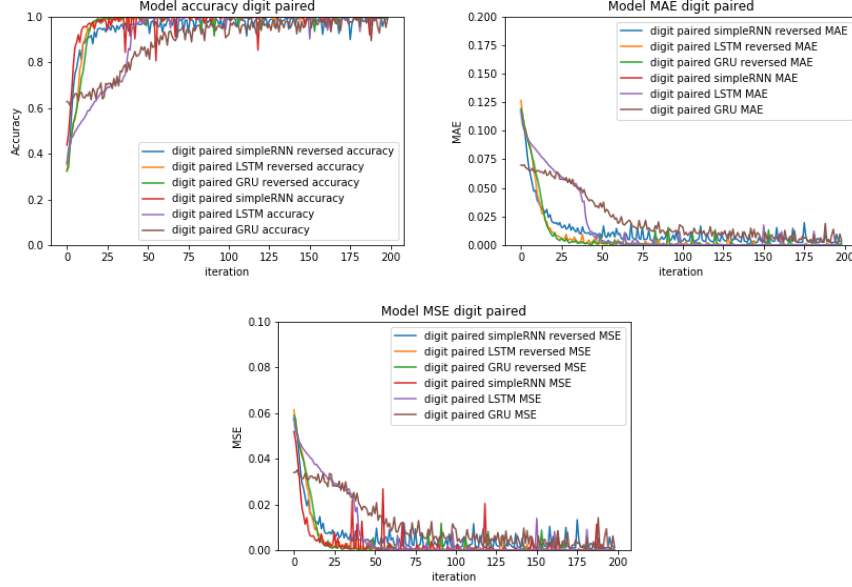 Model accuracy digit paired
1.0
0.8
0.6
0.4
0.2
0.0
Accuracy
digit paired simpleRNN reversed accuracy
digit paired LSTM reversed accuracy
digit paired GRU reversed accuracy
digit paired simpleRNN accuracy
digit paired LSTM accuracy
digit paired GRU accuracy
0 25 50 75 100 125 150 175 200
iteration
Model MAE digit paired
0.200
0.175
0.150
0.125
0.100
0.075
0.050
0.025
0.000
MAE
digit paired simpleRNN reversed MAE
digit paired LSTM reversed MAE
digit paired GRU reversed MAE
digit paired simpleRNN MAE
digit paired LSTM MAE
digit paired GRU MAE
0 25 50 75 100 125 150 175 200
iteration
Model MSE digit paired
0.10
0.08
0.06
0.04
0.02
0.00
MSE
digit paired simpleRNN reversed MSE
digit paired LSTM reversed MSE
digit paired GRU reversed MSE
digit paired simpleRNN MSE
digit paired LSTM MSE
digit paired GRU MSE
0 25 50 75 100 125 150 175 200
iteration